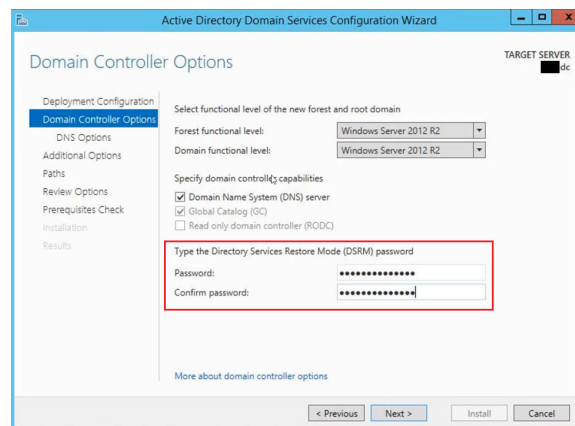 Active Directory Domain Services Configuration Wizard
Domain Controller Options
TARGET SERVER
dc
Deployment Configuration
Domain Controller Options
DNS Options
Additional Options
Paths
Review Options
Prerequisites Check
Installation
Results
Select functional level of the new forest and root domain
Forest functional level: Windows Server 2012 R2
Domain functional level: Windows Server 2012 R2
Specify domain controller capabilities
Domain Name System (DNS) server
Global Catalog (GC)
Read only domain controller (RODC)
Type the Directory Services Restore Mode (DSRM) password
Password: ••••••••••••••
Confirm password: ••••••••••••••
More about domain controller options
< Previous Next > Install Cancel